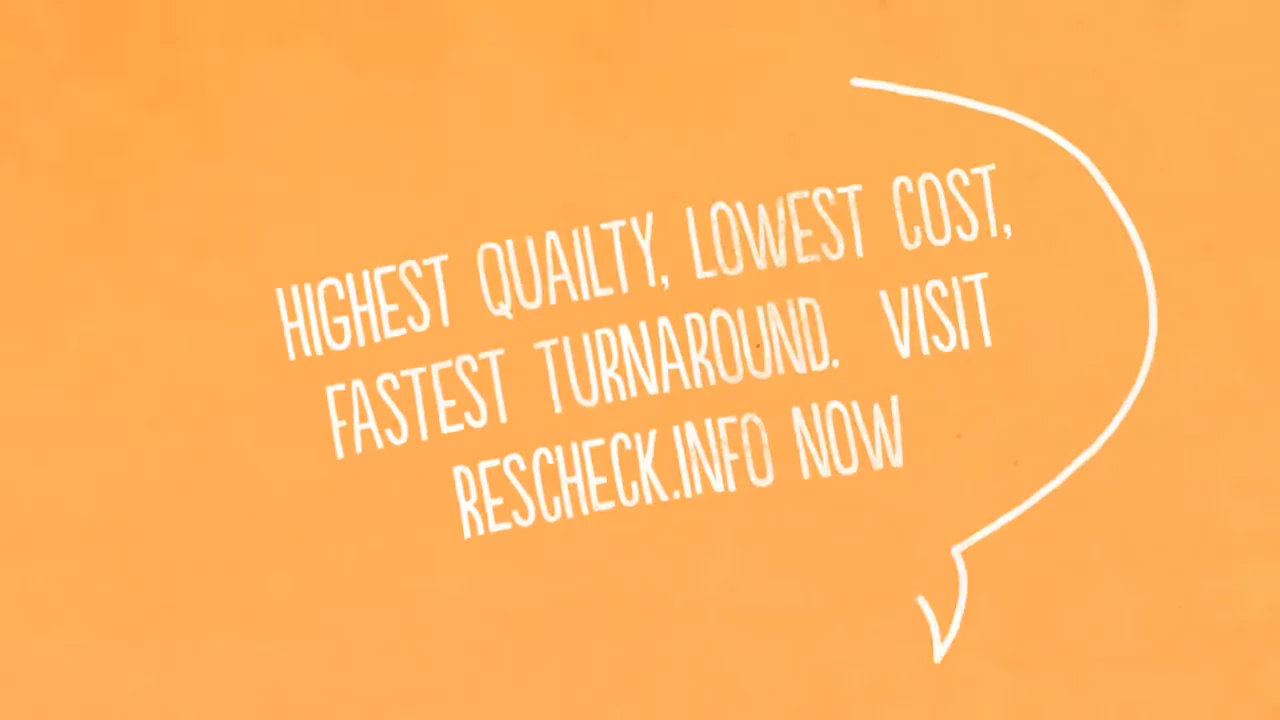 HIGHEST QUAILTY, LOWEST COST,
FASTEST TURNAROUND. VISIT
RESCHECK.INFO NOW